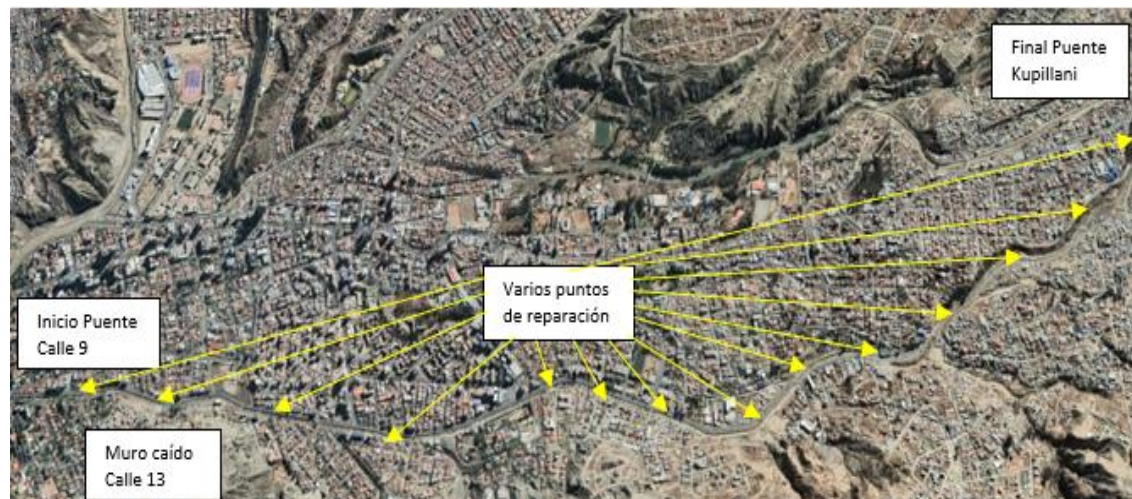 Final Puente
Kupillani
Varios puntos
de reparación
Inicio Puente
Calle 9
Muro caído
Calle 13